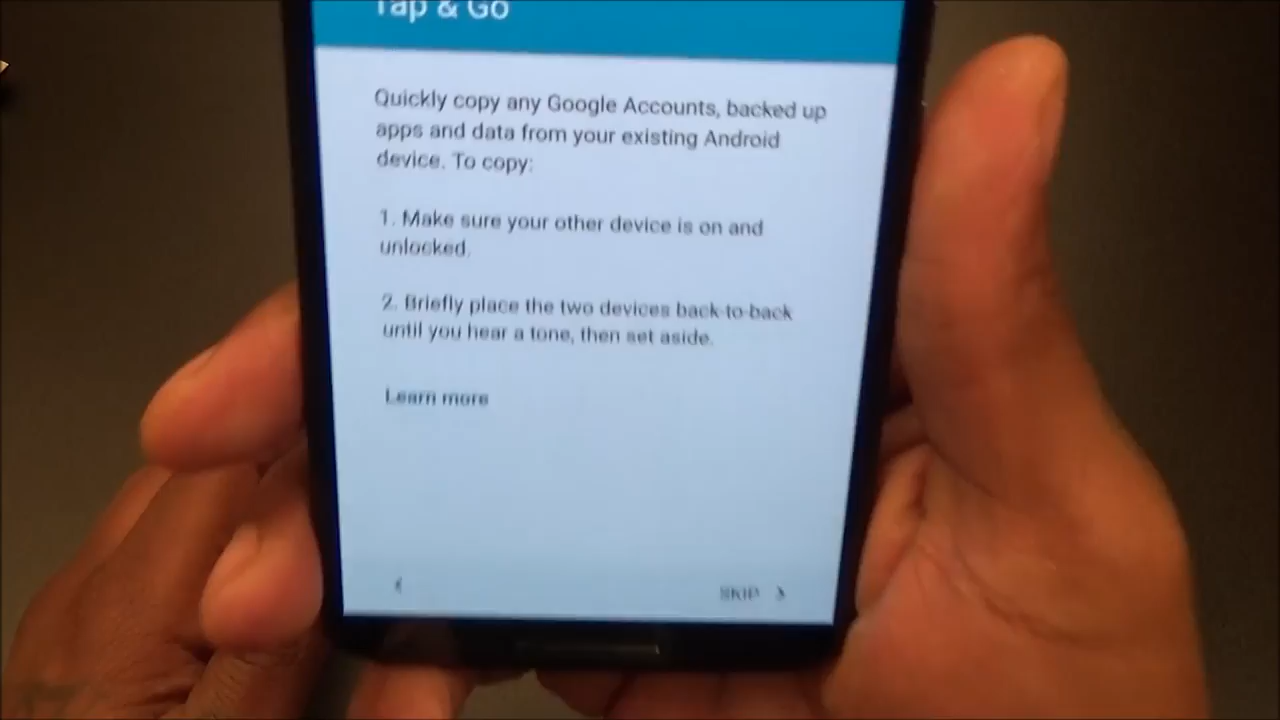 Tap & Go
Quickly copy any Google Accounts, backed up
apps and data from your existing Android
device. To copy:
1. Make sure your other device is on and
unlocked.
2. Briefly place the two devices back-to-back
until you hear a tone, then set aside.
Learn more
SKIP